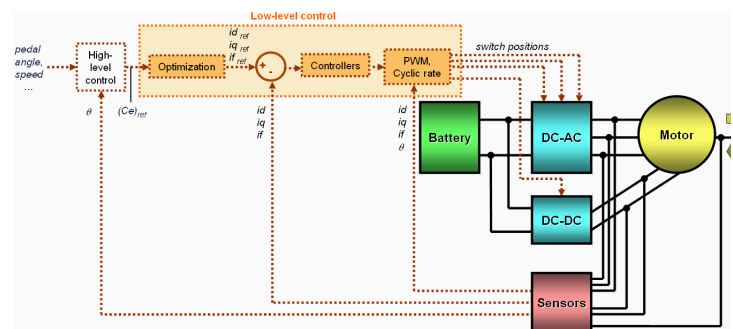 Low-level control
pedal
angle,
speed
...
High-
level
control
θ
(Ce)ref
Optimization
id ref
iq ref
if ref
+
-
id
iq
if
Controllers
PWM,
Cyclic rate
id
iq
if
θ
switch positions
Battery
DC-AC
Motor
DC-DC
Sensors